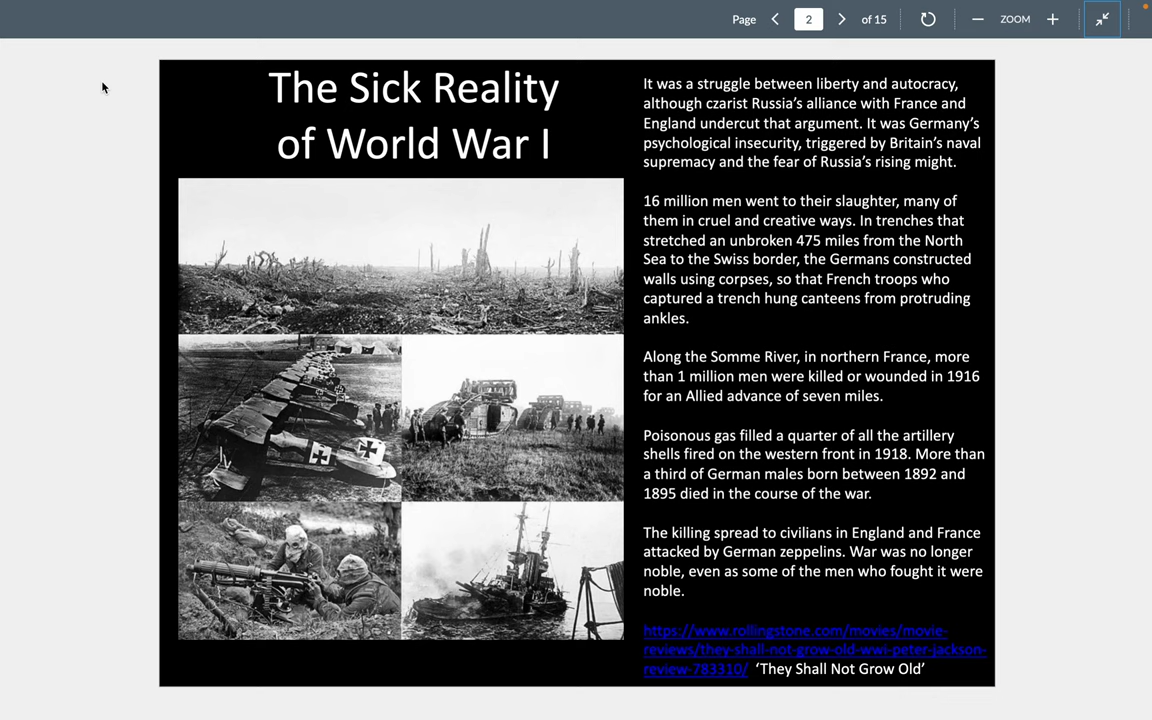 Page
2
of 15
ZOOM
The Sick Reality
of World War I
It was a struggle between liberty and autocracy,
although czarist Russia’s alliance with France and
England undercut that argument. It was Germany’s
psychological insecurity, triggered by Britain’s naval
supremacy and the fear of Russia’s rising might.
16 million men went to their slaughter, many of
them in cruel and creative ways. In trenches that
stretched an unbroken 475 miles from the North
Sea to the Swiss border, the Germans constructed
walls using corpses, so that French troops who
captured a trench hung canteens from protruding
ankles.
Along the Somme River, in northern France, more
than 1 million men were killed or wounded in 1916
for an Allied advance of seven miles.
Poisonous gas filled a quarter of all the artillery
shells fired on the western front in 1918. More than
a third of German males born between 1892 and
1895 died in the course of the war.
The killing spread to civilians in England and France
attacked by German zeppelins. War was no longer
noble, even as some of the men who fought it were
noble.
https://www.rollingstone.com/movies/movie-
reviews/they-shall-not-grow-old-wwi-peter-jackson-
review-783310/ ‘They Shall Not Grow Old’